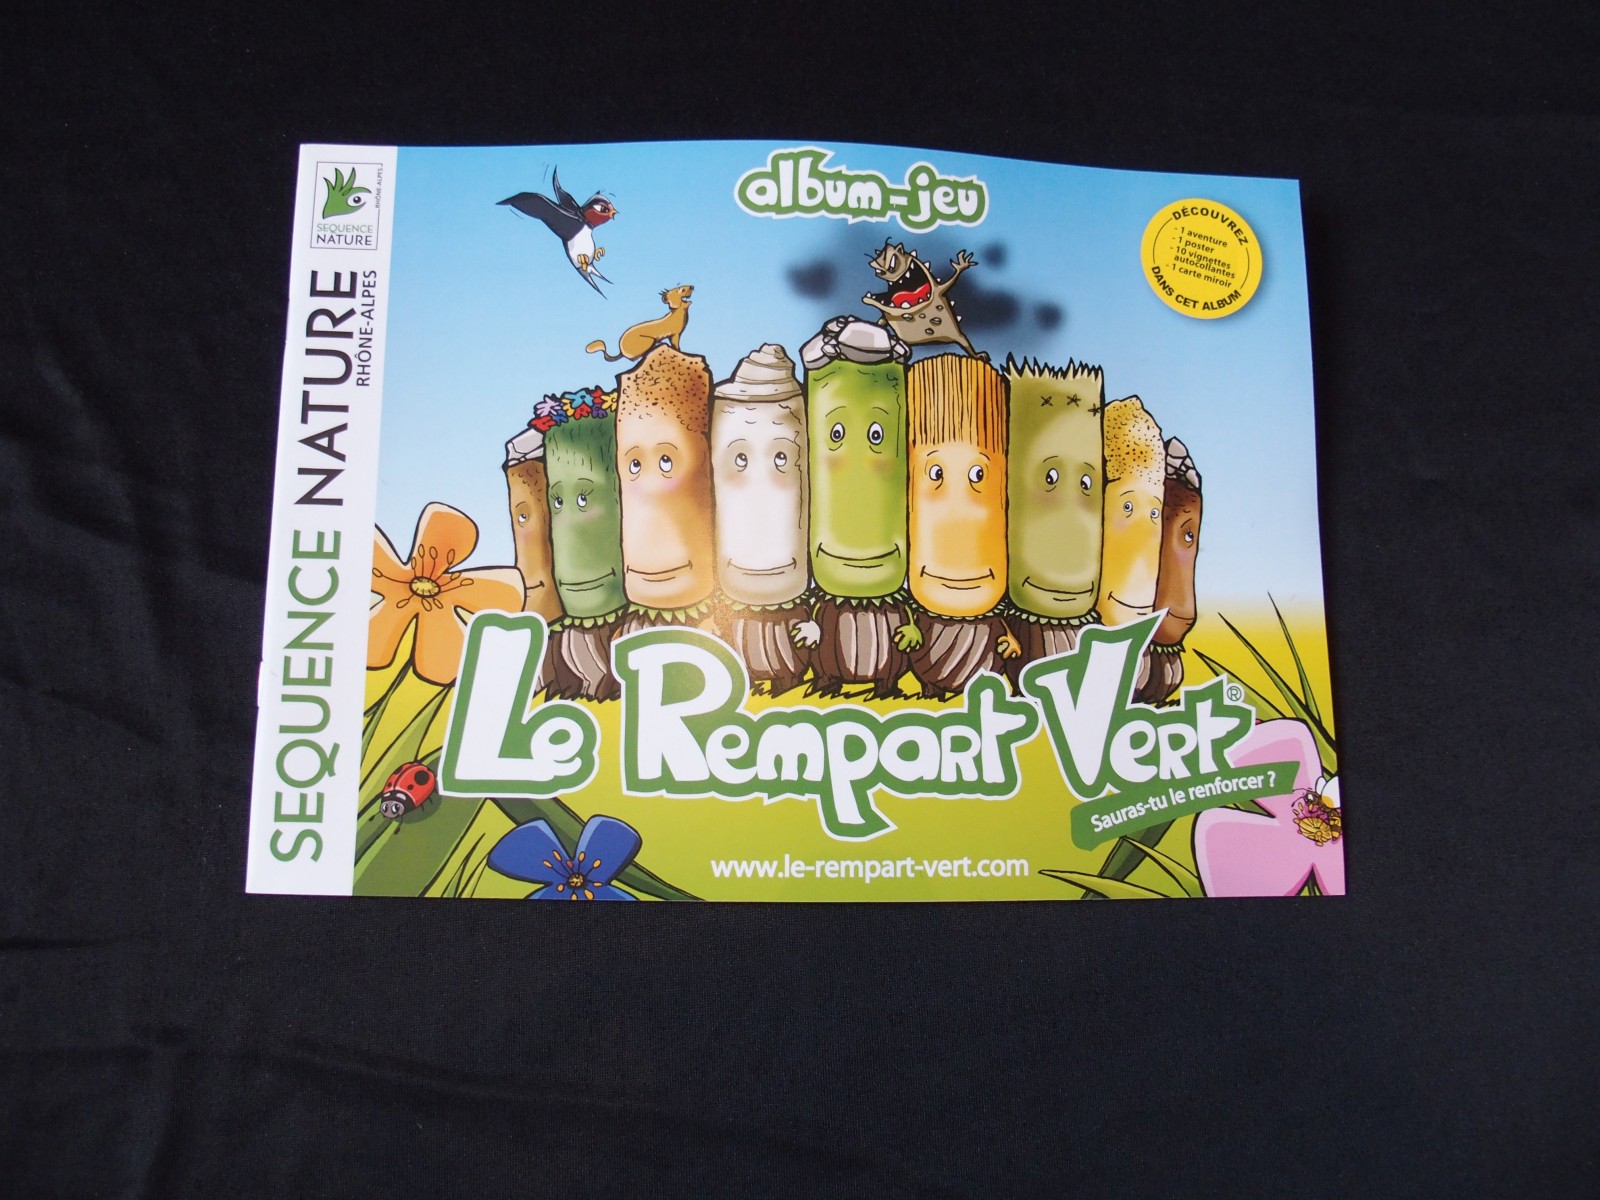 RHÔNE-ALPES
SEQUENCE
NATURE
SEQUENCE NATURE
RHÔNE-ALPES
album-jeu
DÉCOUVREZ
- 1 aventure
- 1 poster
- 10 vignettes
autocollantes
- 1 carte miroir
DANS CET ALBUM
Le Rempart Vert®
Sauras-tu le renforcer ?
www.le-rempart-vert.com